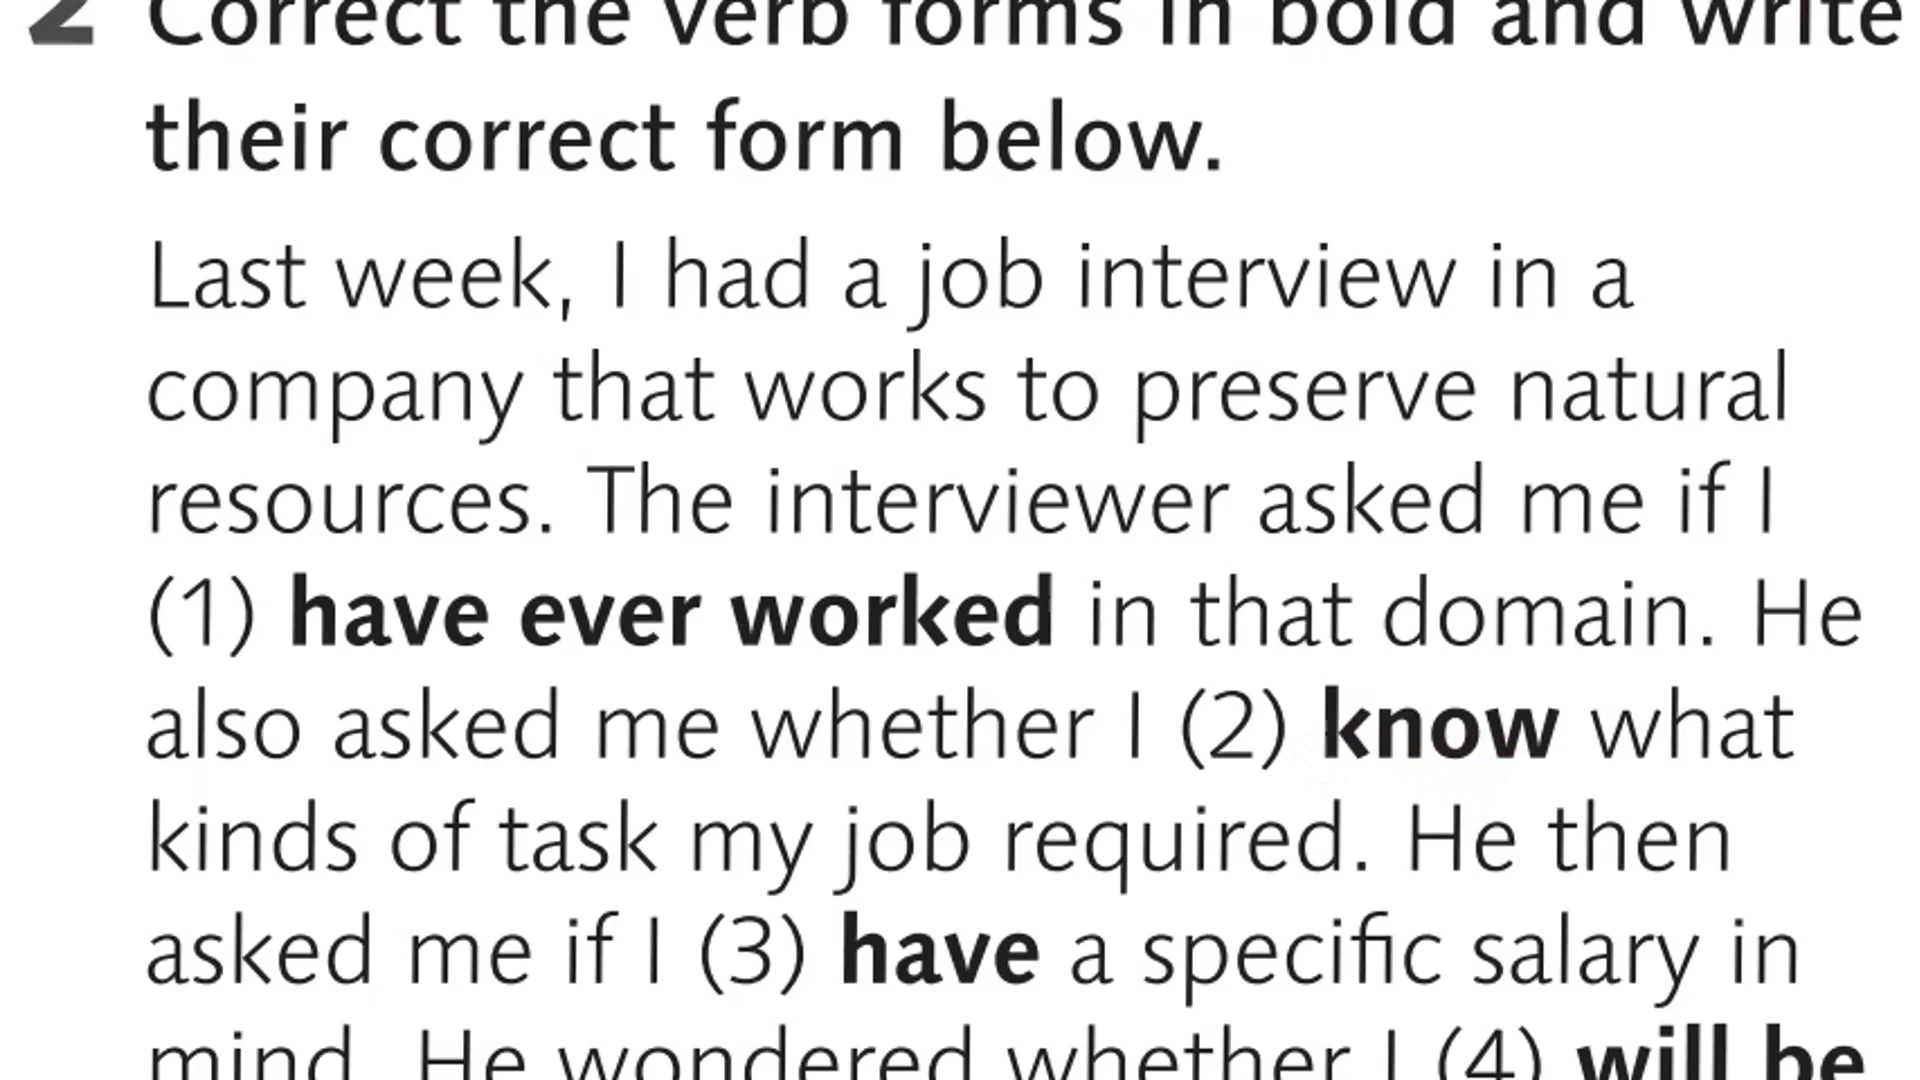 2 Correct the verb forms in bold and write
their correct form below.
Last week, I had a job interview in a
company that works to preserve natural
resources. The interviewer asked me if I
(1) have ever worked in that domain. He
also asked me whether I (2) know what
kinds of task my job required. He then
asked me if I (3) have a specific salary in
mind. He wondered whether I (4) will be